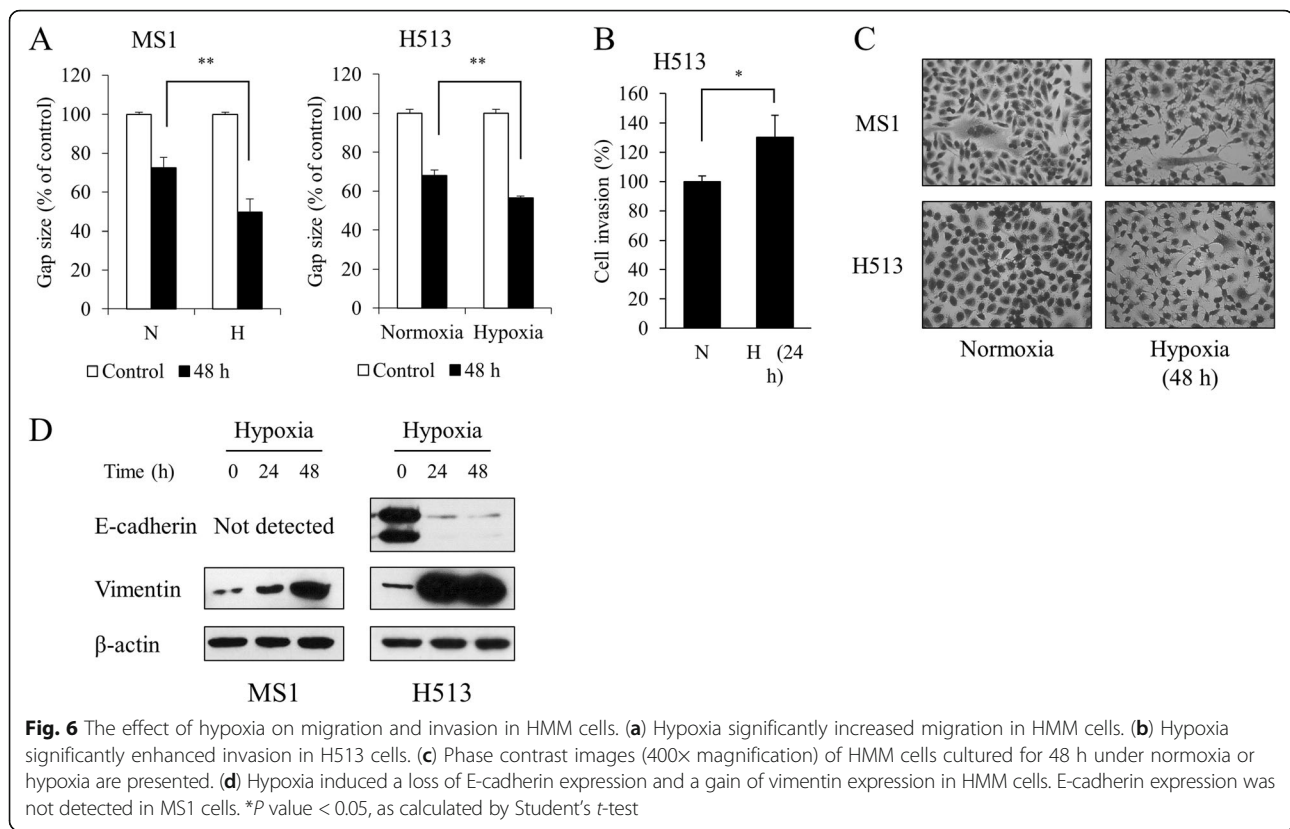 A
MS1
**
Gap size (% of control)
120
100
80
60
40
20
0
N
H
Control
48 h
H513
**
Gap size (% of control)
120
100
80
60
40
20
0
Normoxia
Hypoxia
Control
48 h
B
H513
*
Cell invasion (%)
160
140
120
100
80
60
40
20
0
N
H (24
h)
C
MS1
H513
Normoxia
Hypoxia
(48 h)
D
Hypoxia
Hypoxia
Time (h) 0 24 48 0 24 48
E-cadherin Not detected
Vimentin
β-actin
MS1
H513
Fig. 6 The effect of hypoxia on migration and invasion in HMM cells. (a) Hypoxia significantly increased migration in HMM cells. (b) Hypoxia
significantly enhanced invasion in H513 cells. (c) Phase contrast images (400× magnification) of HMM cells cultured for 48 h under normoxia or
hypoxia are presented. (d) Hypoxia induced a loss of E-cadherin expression and a gain of vimentin expression in HMM cells. E-cadherin expression was
not detected in MS1 cells. *P value < 0.05, as calculated by Student's t-test